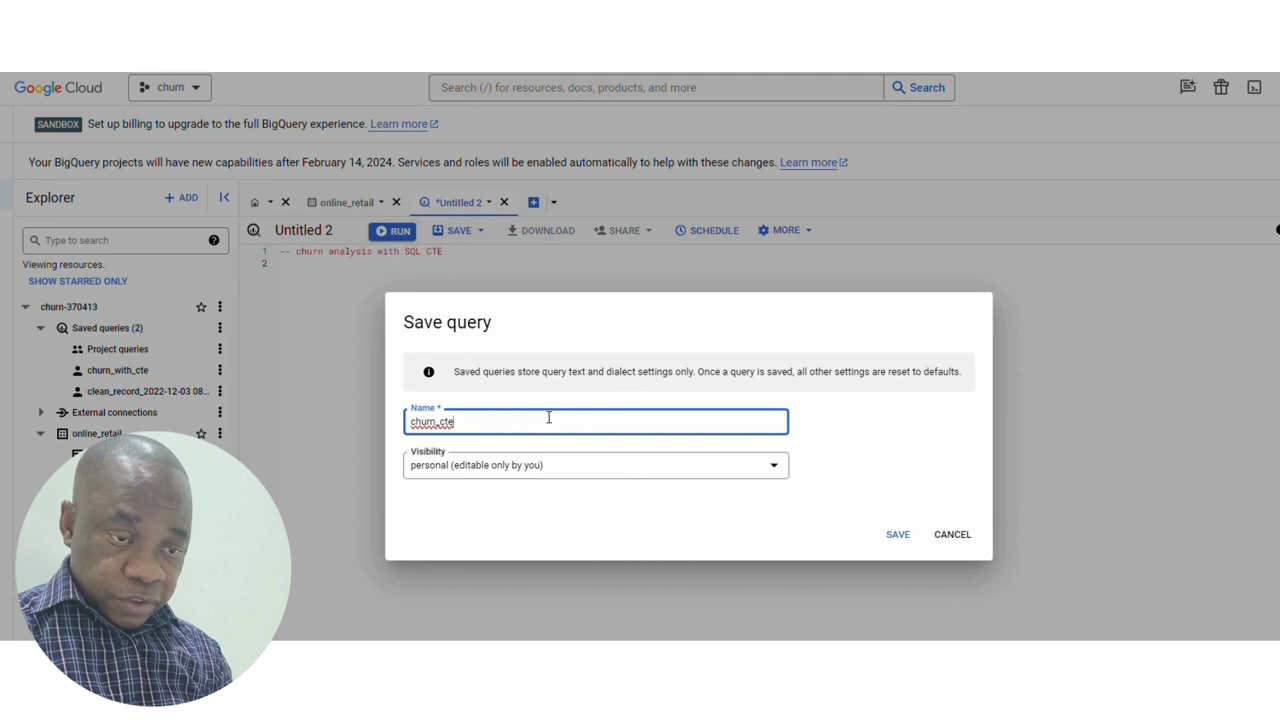 Google Cloud
churn
Search (/) for resources, docs, products, and more
Search
SANDBOX Set up billing to upgrade to the full BigQuery experience. Learn more
Your BigQuery projects will have new capabilities after February 14, 2024. Services and roles will be enabled automatically to help with these changes. Learn more
Explorer
+ ADD
online_retail
*Untitled 2
Untitled 2
RUN
SAVE
DOWNLOAD
SHARE
SCHEDULE
MORE
Type to search
Viewing resources.
SHOW STARRED ONLY
churn-370413
Saved queries (2)
Project queries
churn_with_cte
clean_record_2022-12-03 08...
External connections
online_retail
1 -- churn analysis with SQL CTE
2
Save query
Saved queries store query text and dialect settings only. Once a query is saved, all other settings are reset to defaults.
Name *
churn_cte
Visibility
personal (editable only by you)
SAVE
CANCEL